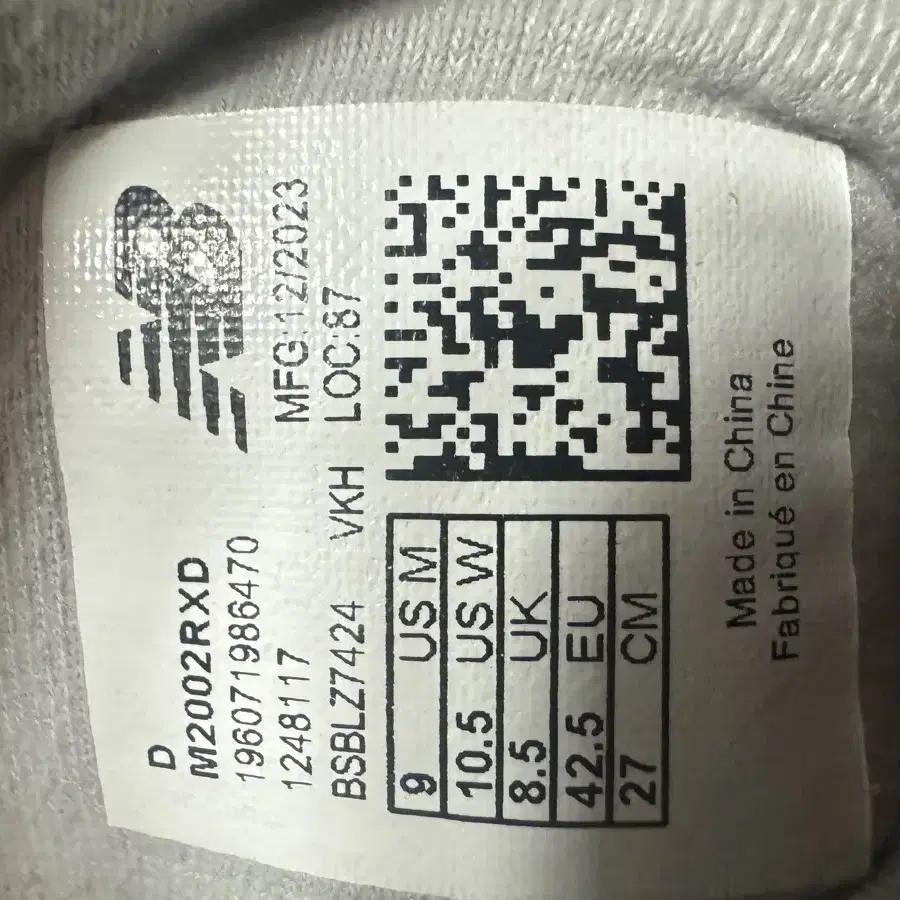 D
M2002RXD
196071986470
1248117 MFG:12/2023
BSBLZ7424 VKH LOC:87
9 US M
10.5 US W
8.5 UK
42.5 EU
27 CM
Made in China
Fabriqué en Chine